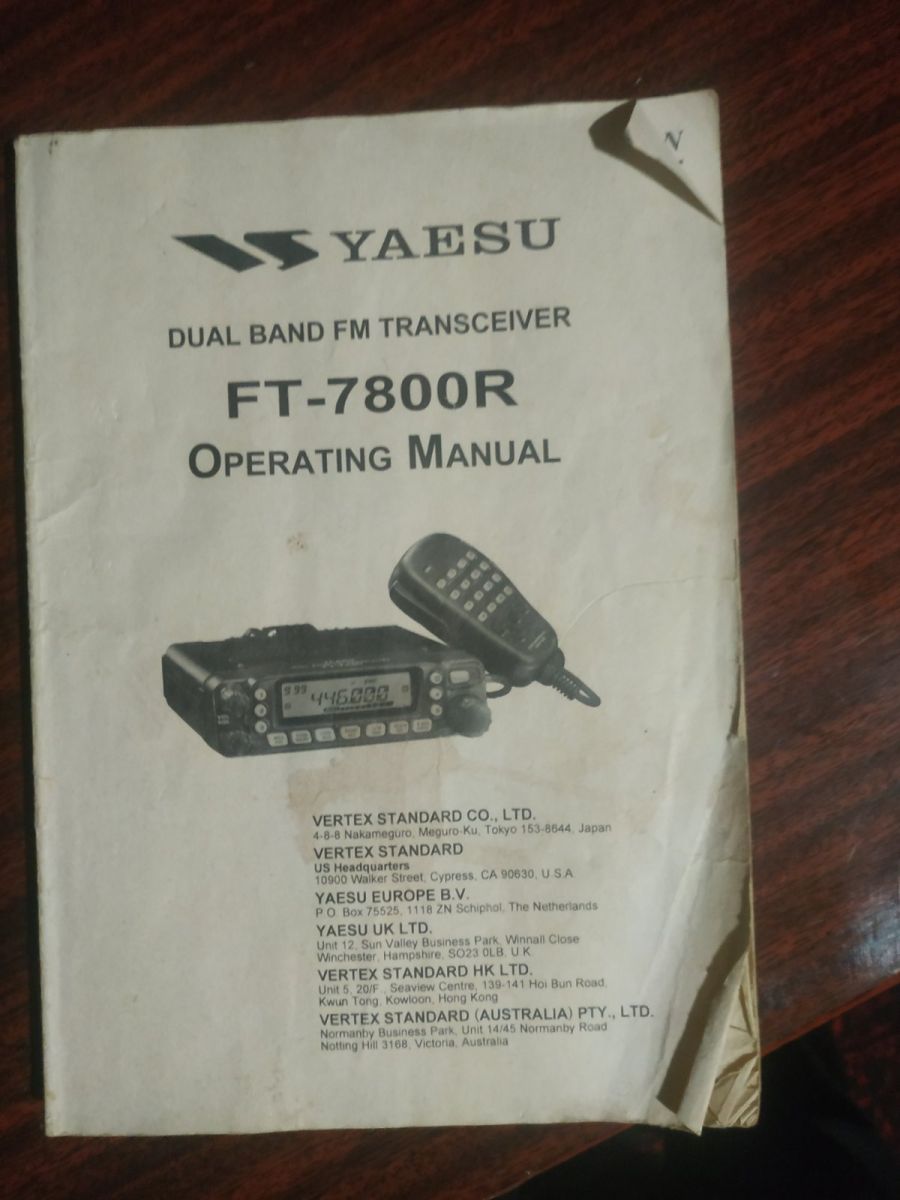 N
YAESU
DUAL BAND FM TRANSCEIVER
FT-7800R
OPERATING MANUAL
446.000
VERTEX STANDARD CO., LTD.
4-8-8 Nakameguro, Meguro-Ku, Tokyo 153-8644, Japan
VERTEX STANDARD
US Headquarters
10900 Walker Street, Cypress, CA 90630, U S A
YAESU EUROPE B.V.
P.O. Box 75525, 1118 ZN Schiphol, The Netherlands
YAESU UK LTD.
Unit 12, Sun Valley Business Park, Winnall Close
Winchester, Hampshire, SO23 0LB, U K
VERTEX STANDARD HK LTD.
Unit 5, 20/F., Seaview Centre, 139-141 Hoi Bun Road,
Kwun Tong, Kowloon, Hong Kong
VERTEX STANDARD (AUSTRALIA) PTY., LTD.
Normanby Business Park, Unit 14/45 Normanby Road
Notting Hill 3168, Victoria, Australia